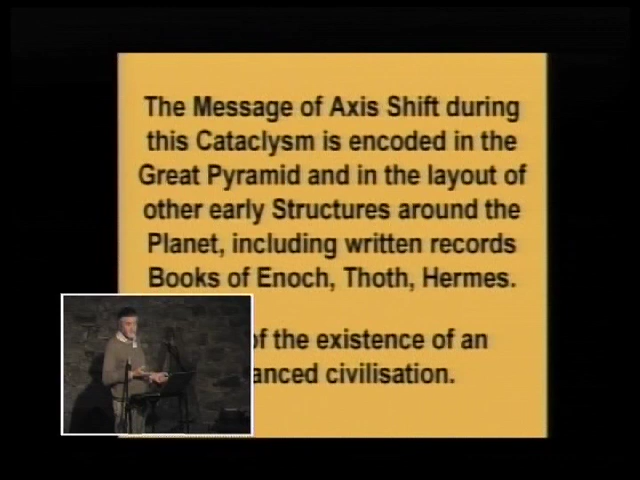 The Message of Axis Shift during
this Cataclysm is encoded in the
Great Pyramid and in the layout of
other early Structures around the
Planet, including written records
Books of Enoch, Thoth, Hermes.
of the existence of an
anced civilisation.